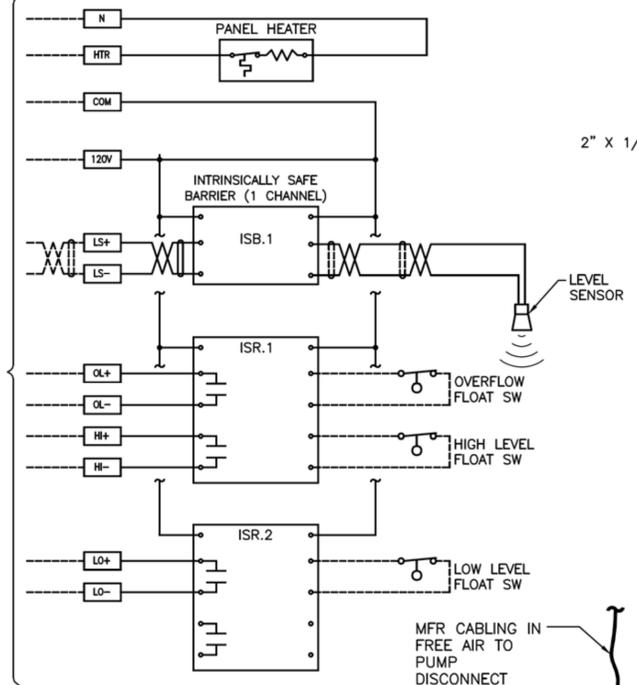 N
PANEL HEATER
HTR
COM
2" X 1/
120V
INTRINSICALLY SAFE
BARRIER (1 CHANNEL)
ISB.1
LS+
LS-
LEVEL
SENSOR
ISR.1
OL+
OL-
OVERFLOW
FLOAT SW
HI+
HI-
HIGH LEVEL
FLOAT SW
ISR.2
LO+
LO-
LOW LEVEL
FLOAT SW
MFR CABLING IN
FREE AIR TO
PUMP
DISCONNECT